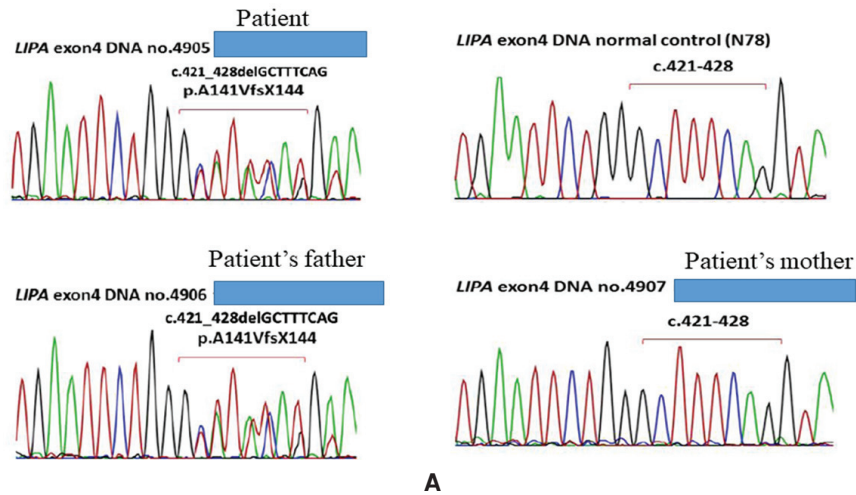 Patient
LIPA exon4 DNA no.4905
c.421_428delGCTTTCAG
p.A141VfsX144
LIPA exon4 DNA normal control (N78)
c.421-428
Patient's father
LIPA exon4 DNA no.4906
c.421_428delGCTTTCAG
p.A141VfsX144
Patient's mother
LIPA exon4 DNA no.4907
c.421-428
A